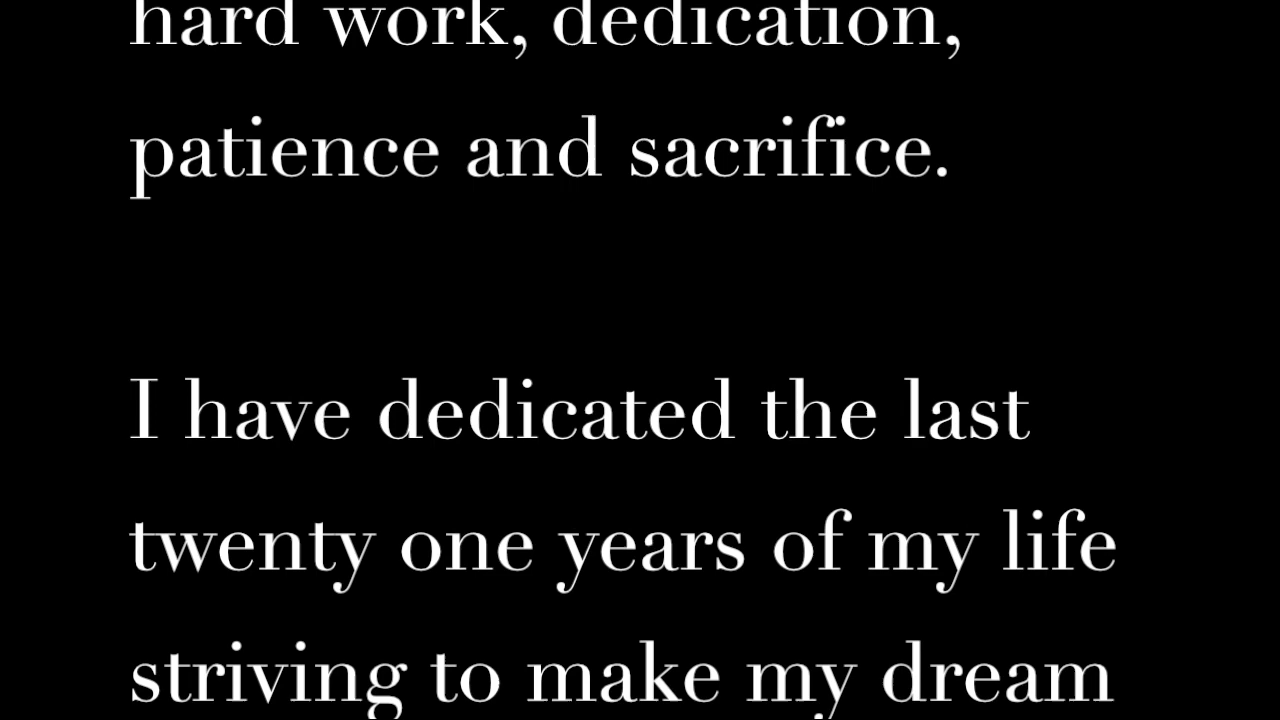 hard work, dedication,
patience and sacrifice.
I have dedicated the last
twenty one years of my life
striving to make my dream